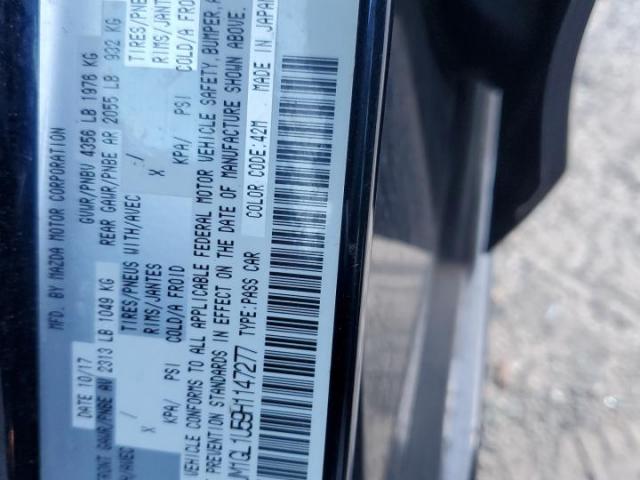 MFD. BY MAZDA MOTOR CORPORATION
DATE 10/17 GVWR/PNBV 4356 LB 1976 KG
FRONT GAWR/PNBE AV 2313 LB 1049 KG REAR GAWR/PNBE AR 2055 LB 932 KG
WITH/AVEC TIRES/PNEUS WITH/AVEC TIRES/PNE
X RIMS/JANTES X RIMS/JANTES
KPA/ PSI COLD/A FROID KPA/ PSI COLD/A FROID
VEHICLE CONFORMS TO ALL APPLICABLE FEDERAL MOTOR VEHICLE SAFETY, BUMPER, A
PREVENTION STANDARDS IN EFFECT ON THE DATE OF MANUFACTURE SHOWN ABOVE.
TYPE:PASS CAR COLOR CODE:42M MADE IN JAPAN